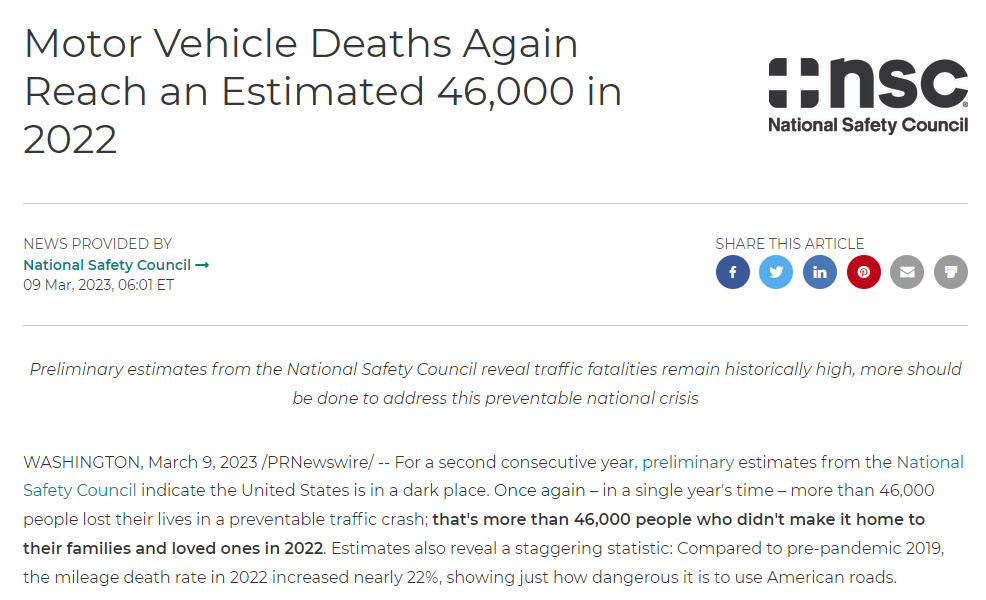 Motor Vehicle Deaths Again
Reach an Estimated 46,000 in
2022
nsc®
National Safety Council
NEWS PROVIDED BY
National Safety Council →
09 Mar, 2023, 06:01 ET
SHARE THIS ARTICLE
Preliminary estimates from the National Safety Council reveal traffic fatalities remain historically high, more should
be done to address this preventable national crisis
WASHINGTON, March 9, 2023 /PRNewswire/ -- For a second consecutive year, preliminary estimates from the National
Safety Council indicate the United States is in a dark place. Once again – in a single year's time – more than 46,000
people lost their lives in a preventable traffic crash; that's more than 46,000 people who didn't make it home to
their families and loved ones in 2022. Estimates also reveal a staggering statistic: Compared to pre-pandemic 2019,
the mileage death rate in 2022 increased nearly 22%, showing just how dangerous it is to use American roads.